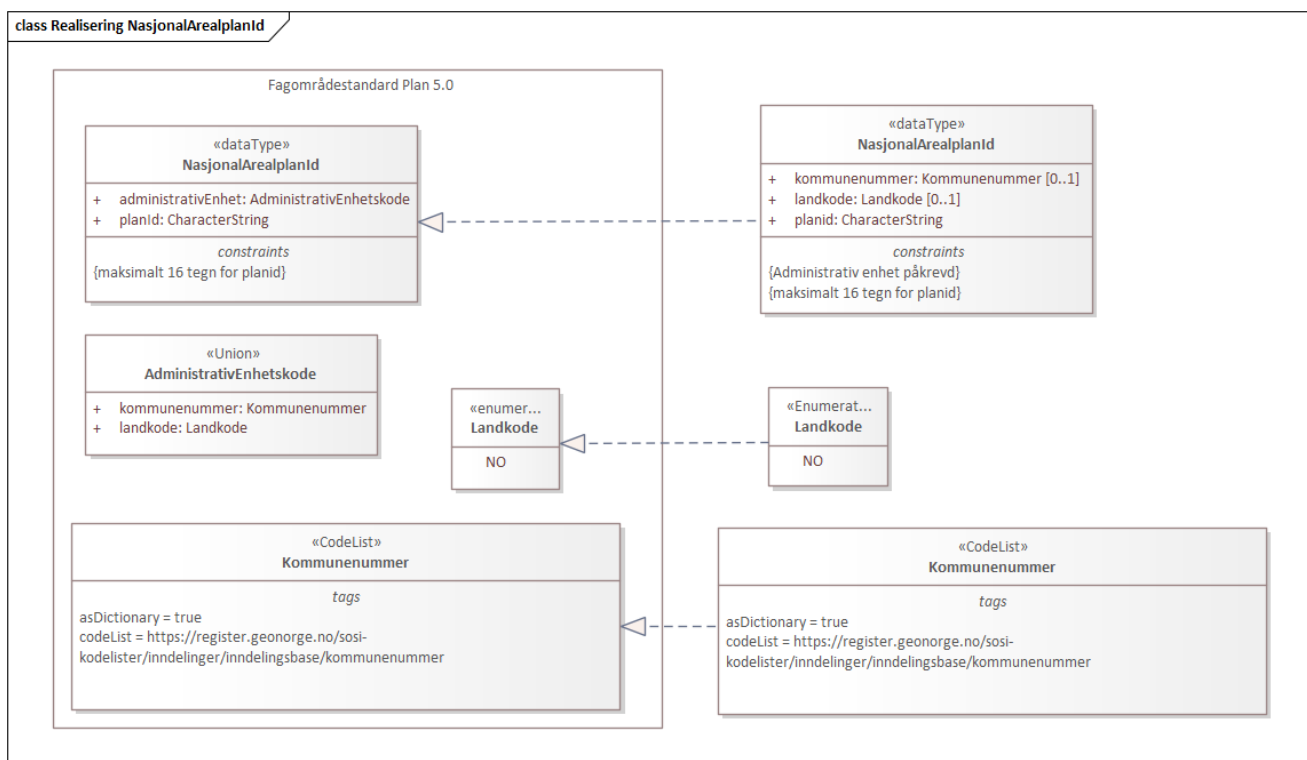 class Realisering NasjonalArealplanId
Fagområdestandard Plan 5.0
«dataType»
NasjonalArealplanId
+ administrativEnhet: AdministrativEnhetskode
+ planId: CharacterString
constraints
{maksimalt 16 tegn for planid}
«dataType»
NasjonalArealplanId
+ kommunenummer: Kommunenummer [0..1]
+ landkode: Landkode [0..1]
+ planid: CharacterString
constraints
{Administrativ enhet påkrevd}
{maksimalt 16 tegn for planid}
«Union»
AdministrativEnhetskode
+ kommunenummer: Kommunenummer
+ landkode: Landkode
«enumer...
Landkode
NO
«Enumerat...
Landkode
NO
«CodeList»
Kommunenummer
tags
asDictionary = true
codeList = https://register.geonorge.no/sosi-
kodelister/inndelinger/inndelingsbase/kommunenummer
«CodeList»
Kommunenummer
tags
asDictionary = true
codeList = https://register.geonorge.no/sosi-
kodelister/inndelinger/inndelingsbase/kommunenummer